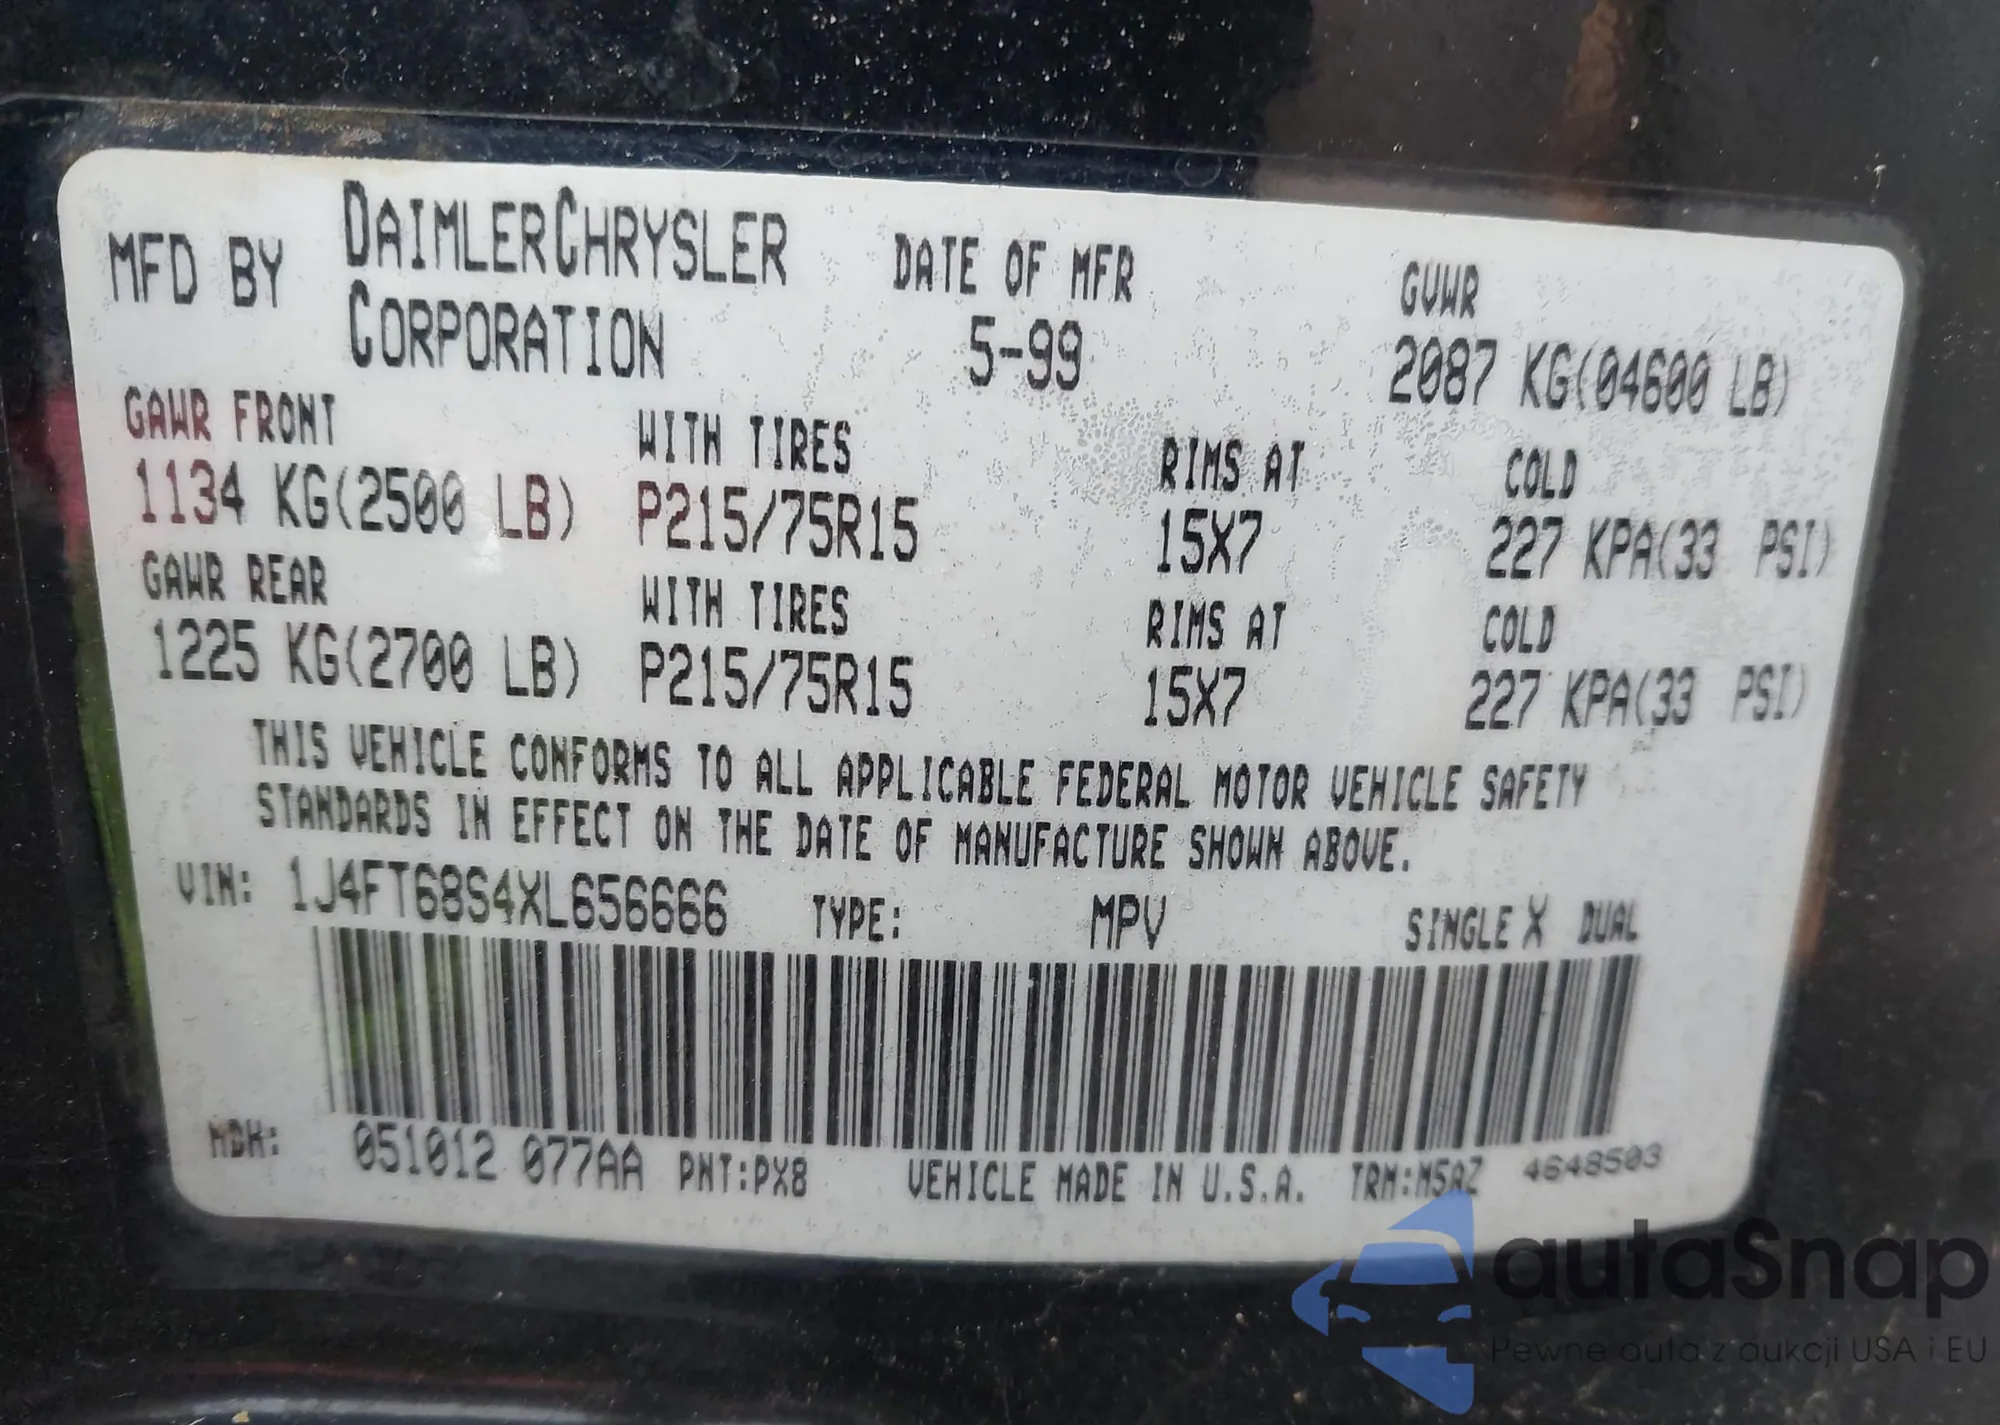 MFD BY DAIMLERCHRYSLER CORPORATION DATE OF MFR 5-99 GVWR 2087 KG(04600 LB)
GAWR FRONT WITH TIRES RIMS AT COLD
1134 KG(2500 LB) P215/75R15 15X7 227 KPA(33 PSI)
GAWR REAR WITH TIRES RIMS AT COLD
1225 KG(2700 LB) P215/75R15 15X7 227 KPA(33 PSI)
THIS VEHICLE CONFORMS TO ALL APPLICABLE FEDERAL MOTOR VEHICLE SAFETY
STANDARDS IN EFFECT ON THE DATE OF MANUFACTURE SHOWN ABOVE.
VIN: 1J4FT68S4XL656666 TYPE: MPV SINGLE X DUAL
MDH: 051012 077AA PNT:PX8 VEHICLE MADE IN U.S.A. TRM:M5AZ 4648503
autaSnap
Pewne auta z aukcji USA i EU